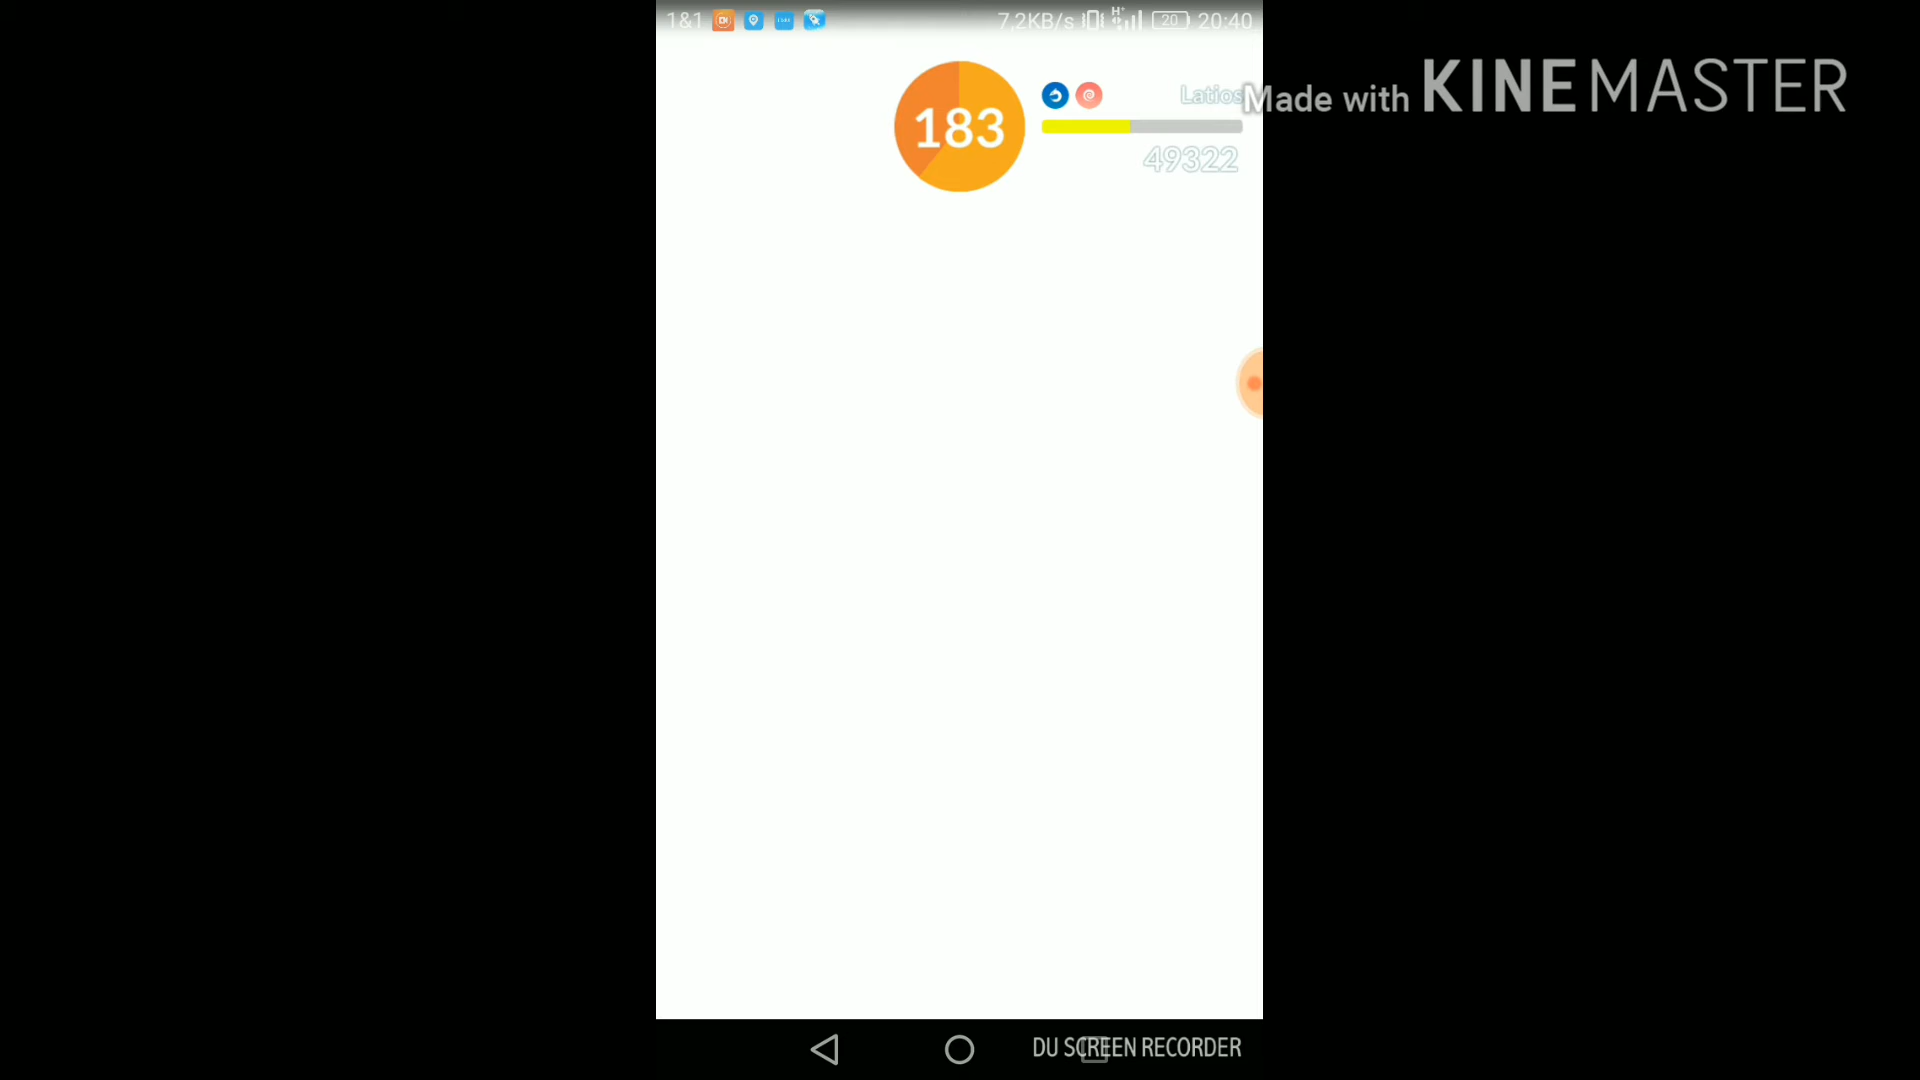 1&1 7,2KB/s H+ 20 20:40
Made with KINEMASTER
183
Latios
49322
DU SCREEN RECORDER